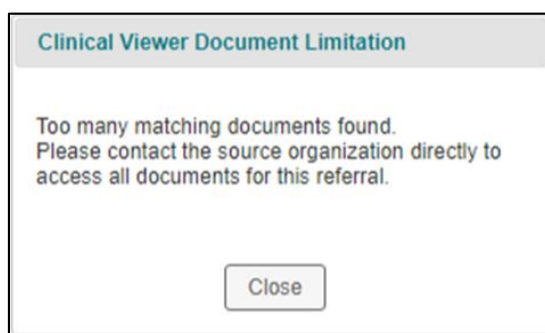 Clinical Viewer Document Limitation
Too many matching documents found.
Please contact the source organization directly to
access all documents for this referral.
Close